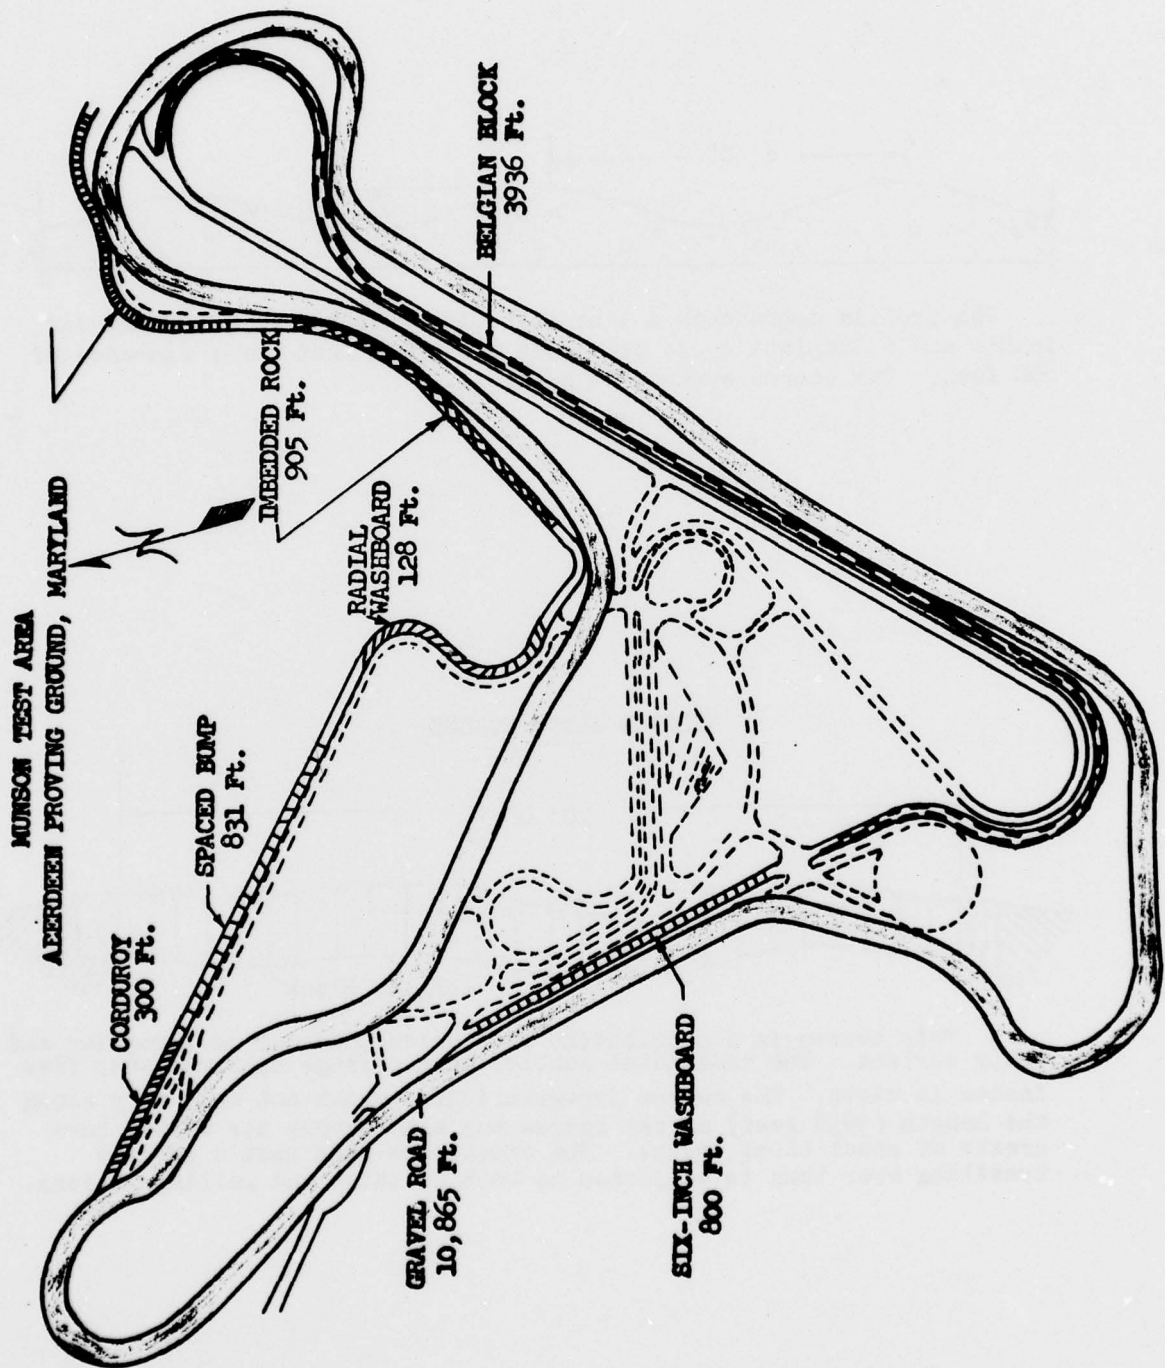 MUNSON TEST AREA
ABERDEEN PROVING GROUND, MARYLAND
N
CORDUROY
300 Ft.
SPACED BUMP
831 Ft.
RADIAL
WASHBOARD
128 Ft.
IMBEDDED ROCK
905 Ft.
BELGIAN BLOCK
3936 Ft.
GRAVEL ROAD
10,865 Ft.
SIX-INCH WASHBOARD
800 Ft.